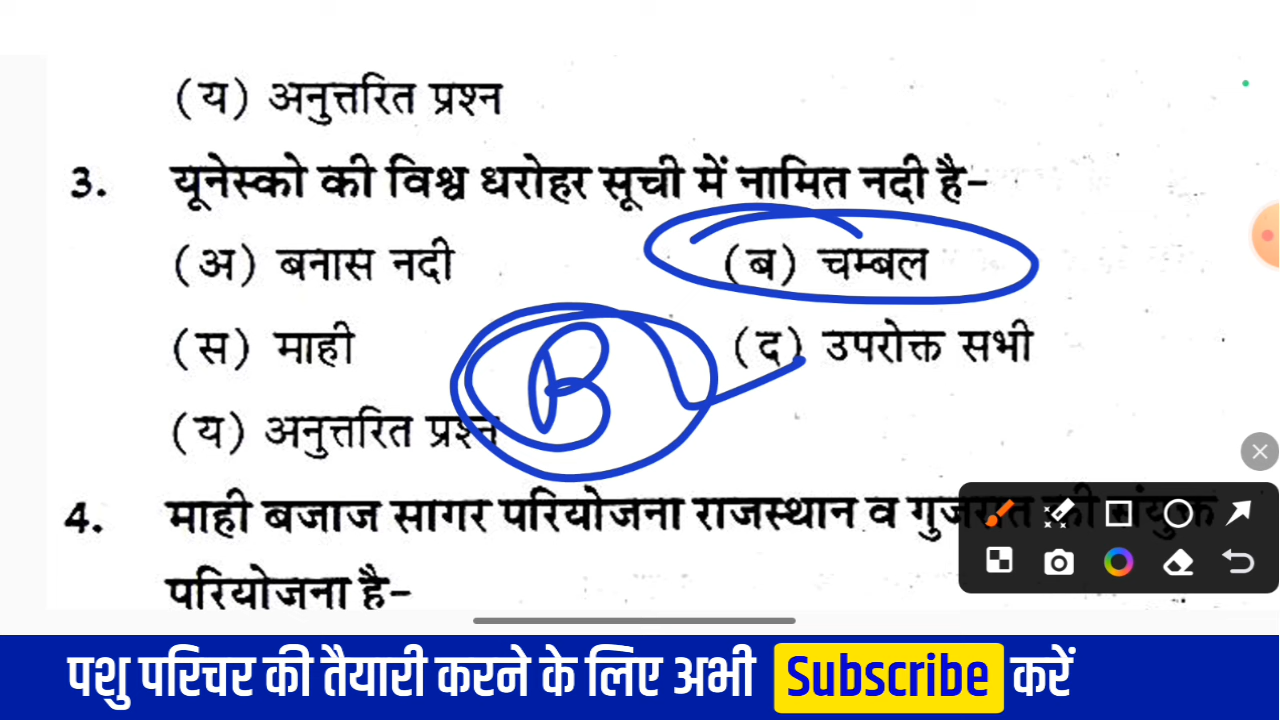 (य) अनुत्तरित प्रश्न
3. यूनेस्को की विश्व धरोहर सूची में नामित नदी है-
(अ) बनास नदी (ब) चम्बल
(स) माही (द) उपरोक्त सभी
B
(य) अनुत्तरित प्रश्न
4. माही बजाज सागर परियोजना राजस्थान व गुजरात की संयुक्त
परियोजना है-
पशु परिचर की तैयारी करने के लिए अभी Subscribe करें